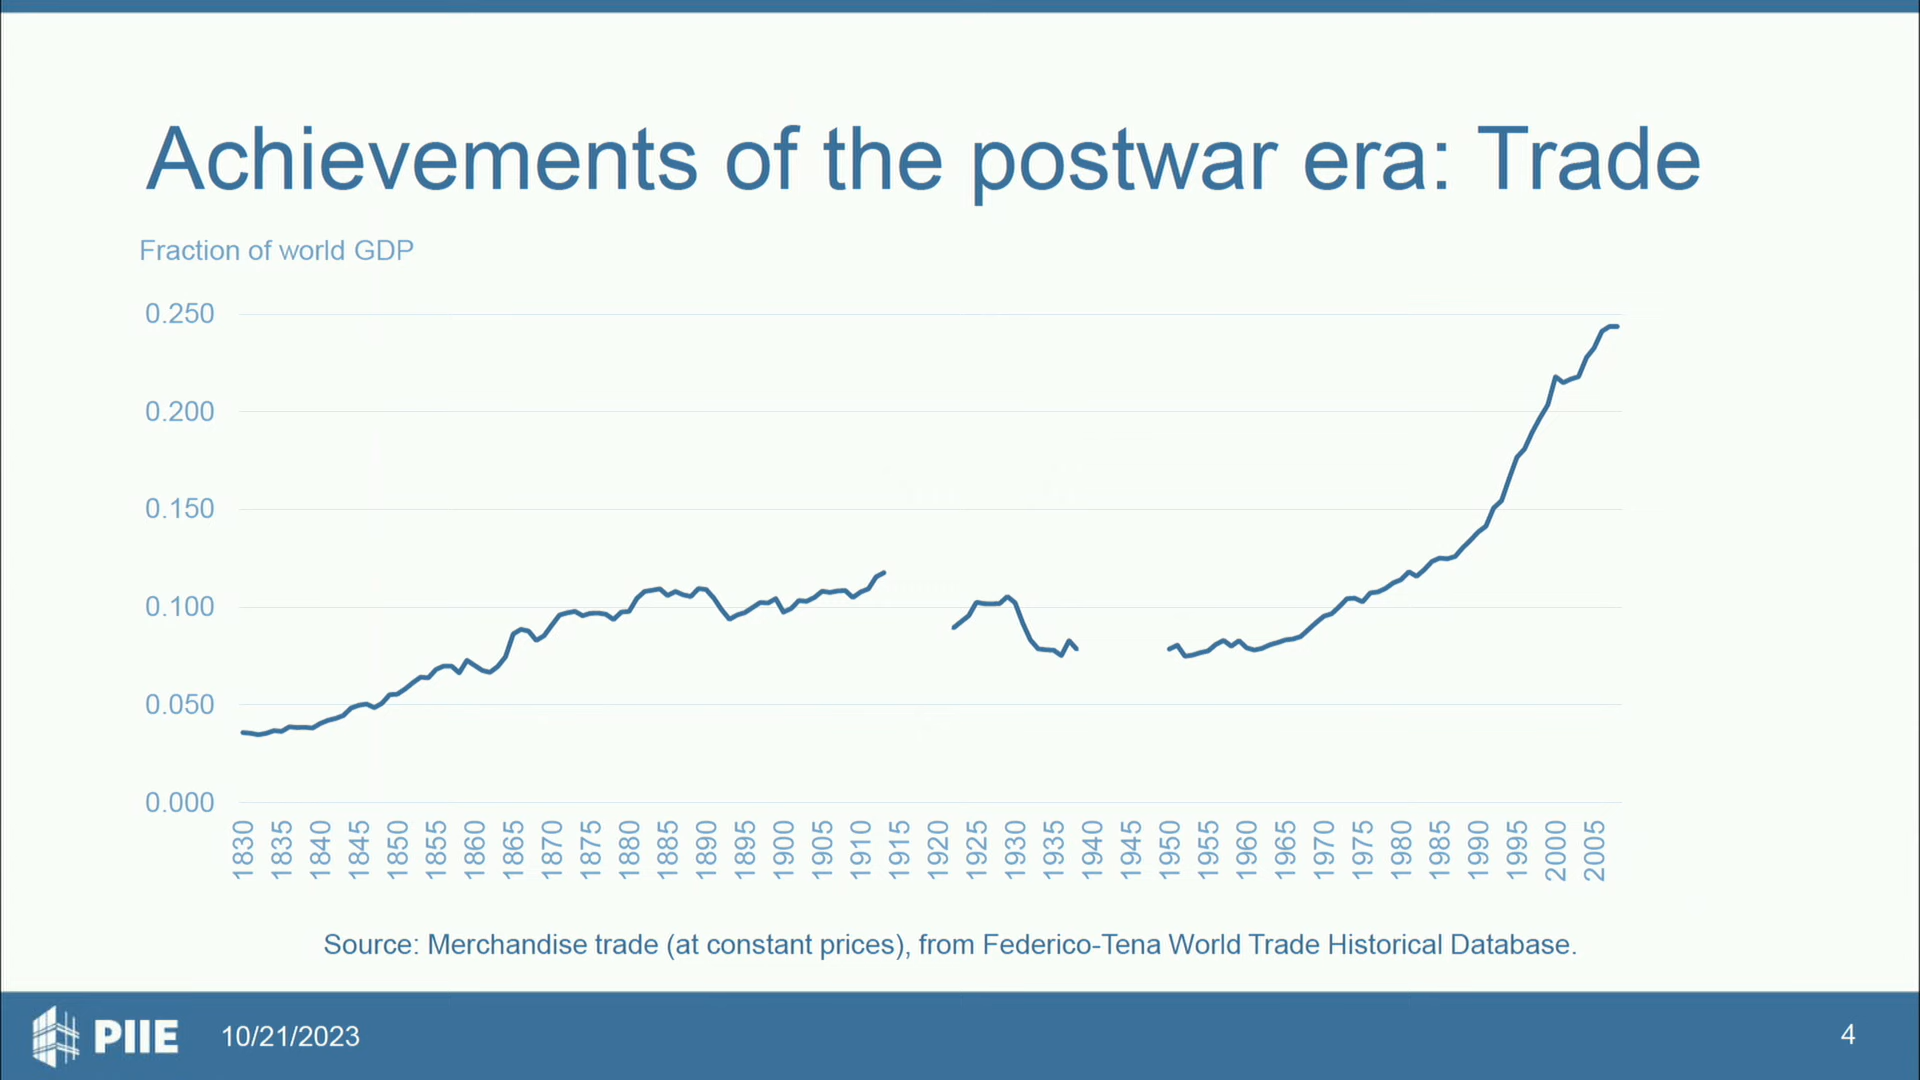 Achievements of the postwar era: Trade
Fraction of world GDP
0.250
0.200
0.150
0.100
0.050
0.000
1830 1835 1840 1845 1850 1855 1860 1865 1870 1875 1880 1885 1890 1895 1900 1905 1910 1915 1920 1925 1930 1935 1940 1945 1950 1955 1960 1965 1970 1975 1980 1985 1990 1995 2000 2005
Source: Merchandise trade (at constant prices), from Federico-Tena World Trade Historical Database.
PIIE 10/21/2023 4